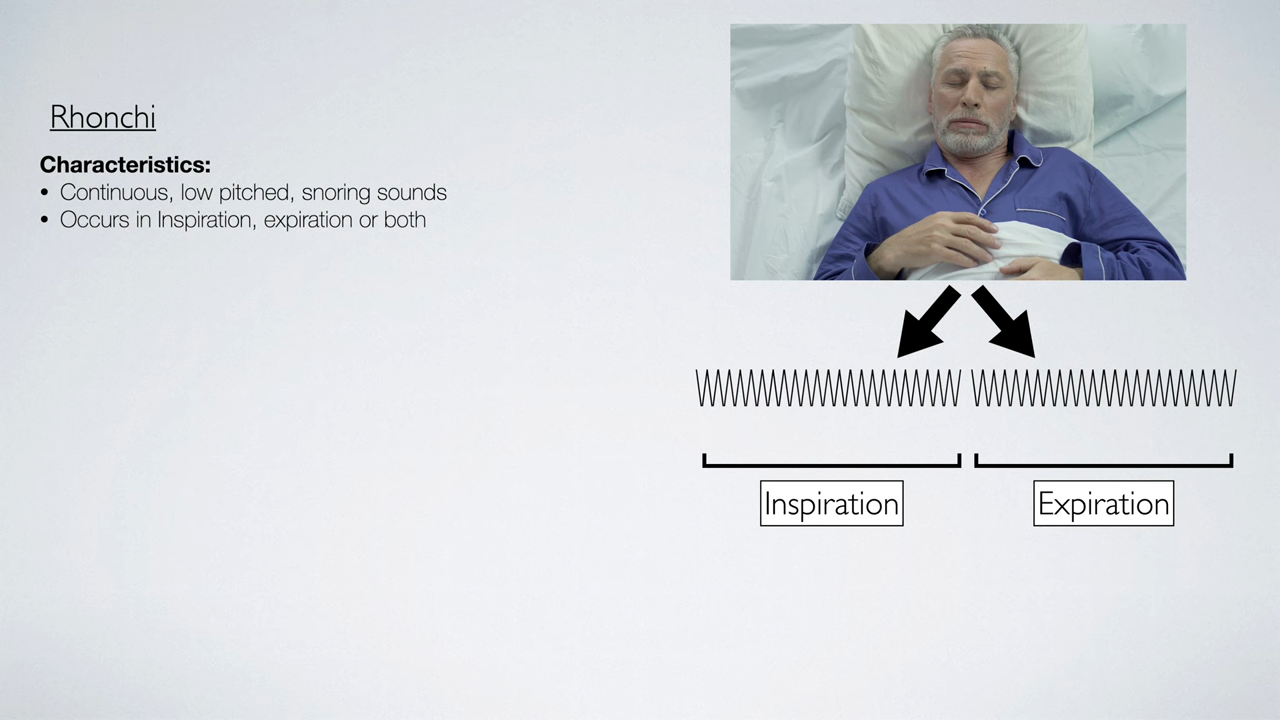 Rhonchi
Characteristics:
• Continuous, low pitched, snoring sounds
• Occurs in Inspiration, expiration or both
Inspiration
Expiration